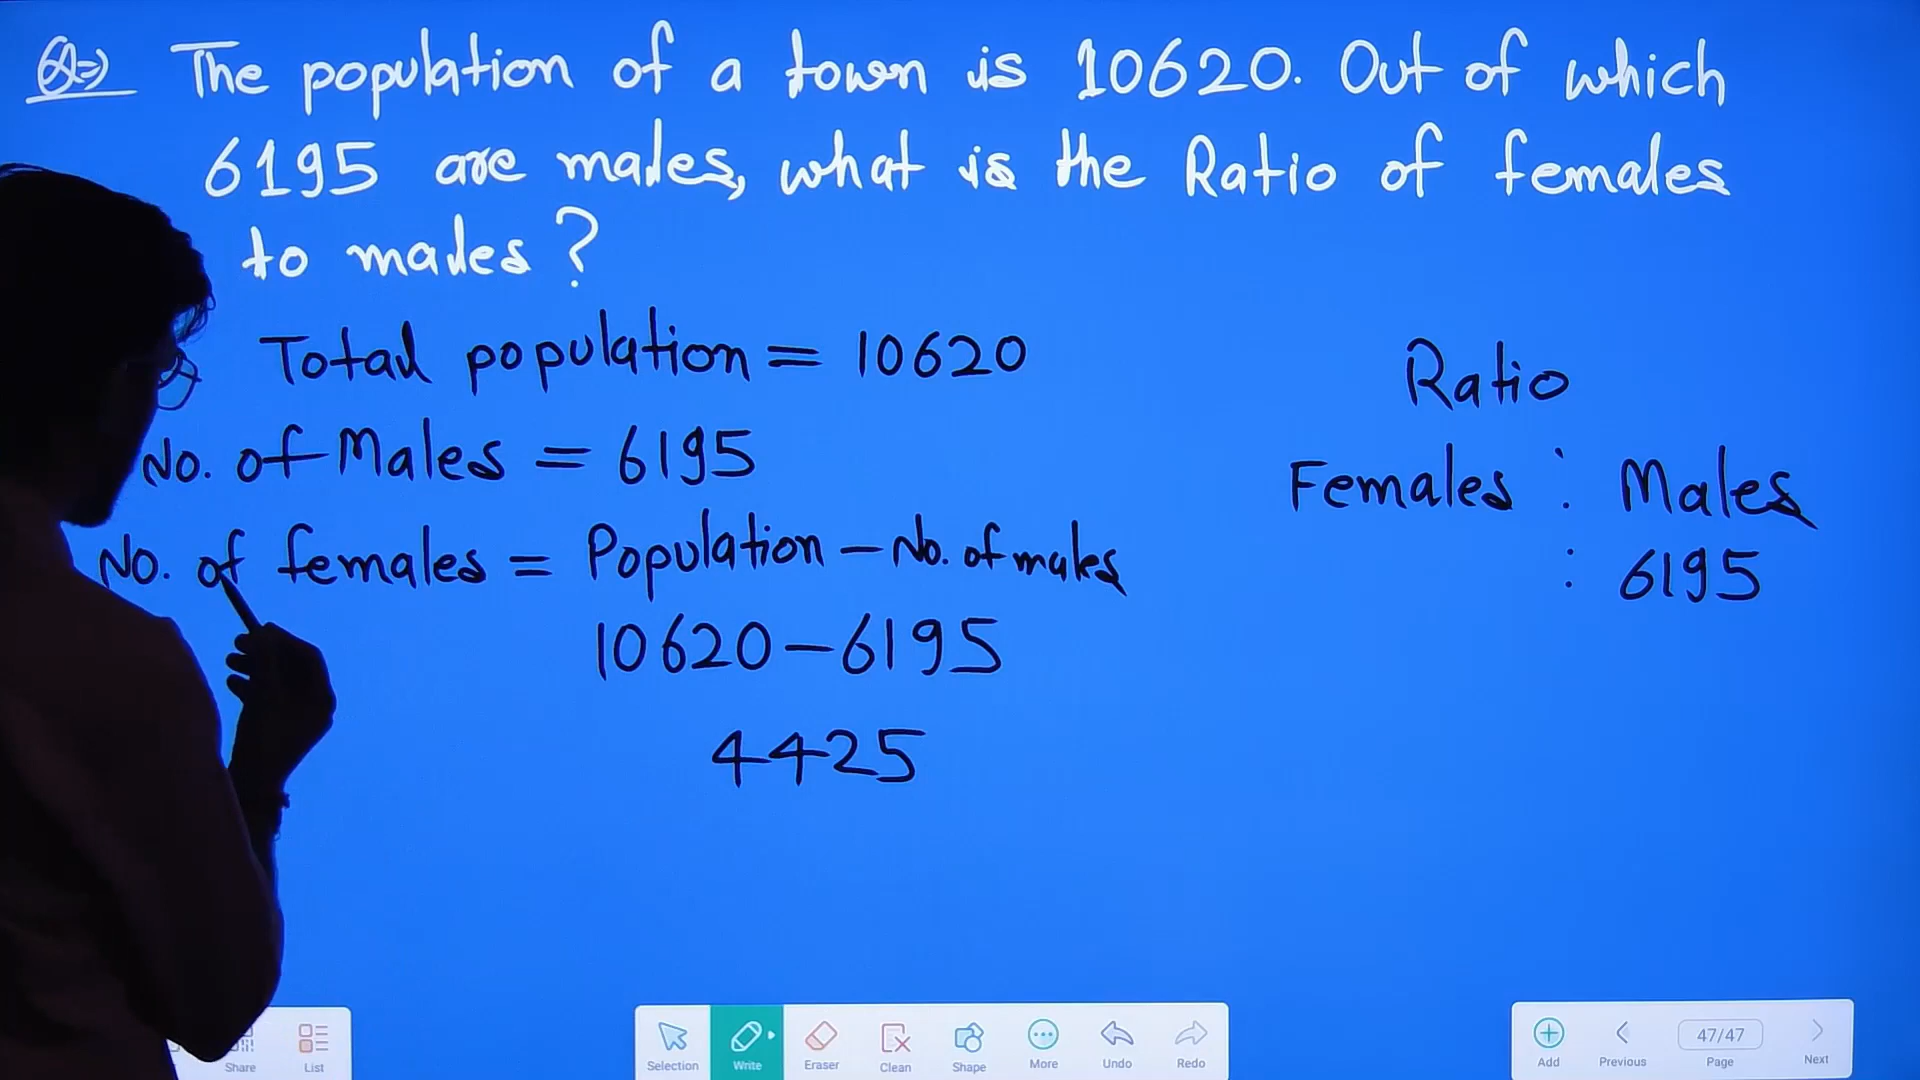 Q⇒ The population of a town is 10620. Out of which
6195 are males, what is the Ratio of females
to males?
Total population = 10620
No. of Males = 6195
No. of females = Population - No. of males
10620-6195
4425
Ratio
Females : Males
: 6195
Share
List
Selection
Write
Eraser
Clean
Shape
More
Undo
Redo
Add
Previous
47/47
Page
Next